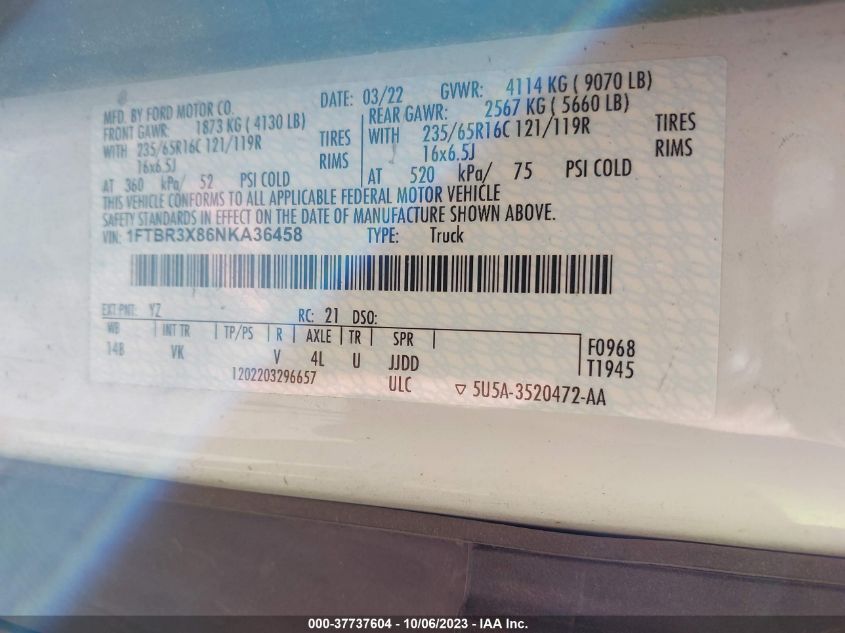 MFD. BY FORD MOTOR CO. DATE: 03/22 GVWR: 4114 KG ( 9070 LB)
FRONT GAWR: 1873 KG ( 4130 LB) REAR GAWR: 2567 KG ( 5660 LB)
WITH 235/65R16C 121/119R TIRES WITH 235/65R16C 121/119R TIRES
16x6.5J RIMS 16x6.5J RIMS
AT 360 kPa/ 52 PSI COLD AT 520 kPa/ 75 PSI COLD
THIS VEHICLE CONFORMS TO ALL APPLICABLE FEDERAL MOTOR VEHICLE
SAFETY STANDARDS IN EFFECT ON THE DATE OF MANUFACTURE SHOWN ABOVE.
VIN: 1FTBR3X86NKA36458 TYPE: Truck
EXT PNT: YZ RC: 21 DSO:
WB INT TR TP/PS R AXLE TR SPR F0968
14B VK V 4L U JJDD T1945
1202203296657 ULC ▽ 5U5A-3520472-AA
000-37737604 - 10/06/2023 - IAA Inc.